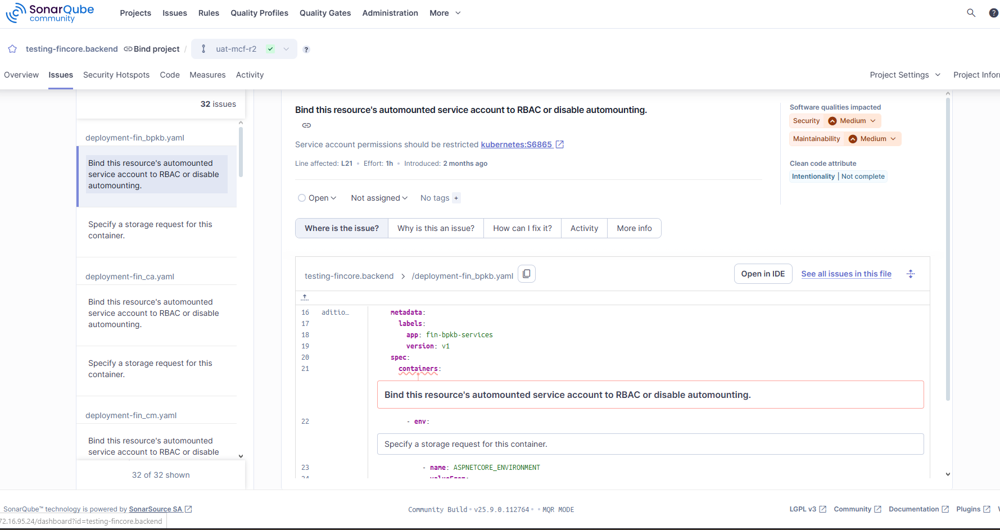 SonarQube
community
Projects Issues Rules Quality Profiles Quality Gates Administration More
?
testing-fincore.backend Bind project / uat-mcf-r2 ?
Overview Issues Security Hotspots Code Measures Activity Project Settings Project Infor
32 issues
deployment-fin_bpkb.yaml
Bind this resource's automounted
service account to RBAC or disable
automounting.
Specify a storage request for this
container.
deployment-fin_ca.yaml
Bind this resource's automounted
service account to RBAC or disable
automounting.
Specify a storage request for this
container.
deployment-fin_cm.yaml
Bind this resource's automounted
service account to RBAC or disable
32 of 32 shown
Bind this resource's automounted service account to RBAC or disable automounting.
Service account permissions should be restricted kubernetes:S6865
Line affected: L21 • Effort: 1h • Introduced: 2 months ago
Open Not assigned No tags +
Software qualities impacted
Security Medium
Maintainability Medium
Clean code attribute
Intentionality | Not complete
Where is the issue? Why is this an issue? How can I fix it? Activity More info
testing-fincore.backend > /deployment-fin_bpkb.yaml Open in IDE See all issues in this file
16 aditio… metadata:
17 labels:
18 app: fin-bpkb-services
19 version: v1
20 spec:
21 containers:
Bind this resource's automounted service account to RBAC or disable automounting.
22 - env:
Specify a storage request for this container.
23 - name: ASPNETCORE_ENVIRONMENT
24 valueFrom:
SonarQube™ technology is powered by SonarSource SA
Community Build • v25.9.0.112764 • • MQR MODE
LGPL v3 Community Documentation Plugins
72.16.95.24/dashboard?id=testing-fincore.backend